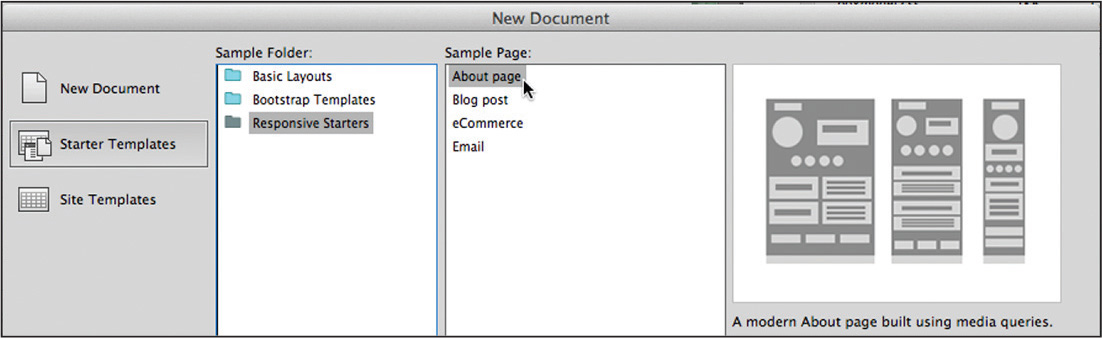 New Document
Sample Folder:
Sample Page:
New Document
Starter Templates
Site Templates
Basic Layouts
Bootstrap Templates
Responsive Starters
About page
Blog post
eCommerce
Email
A modern About page built using media queries.